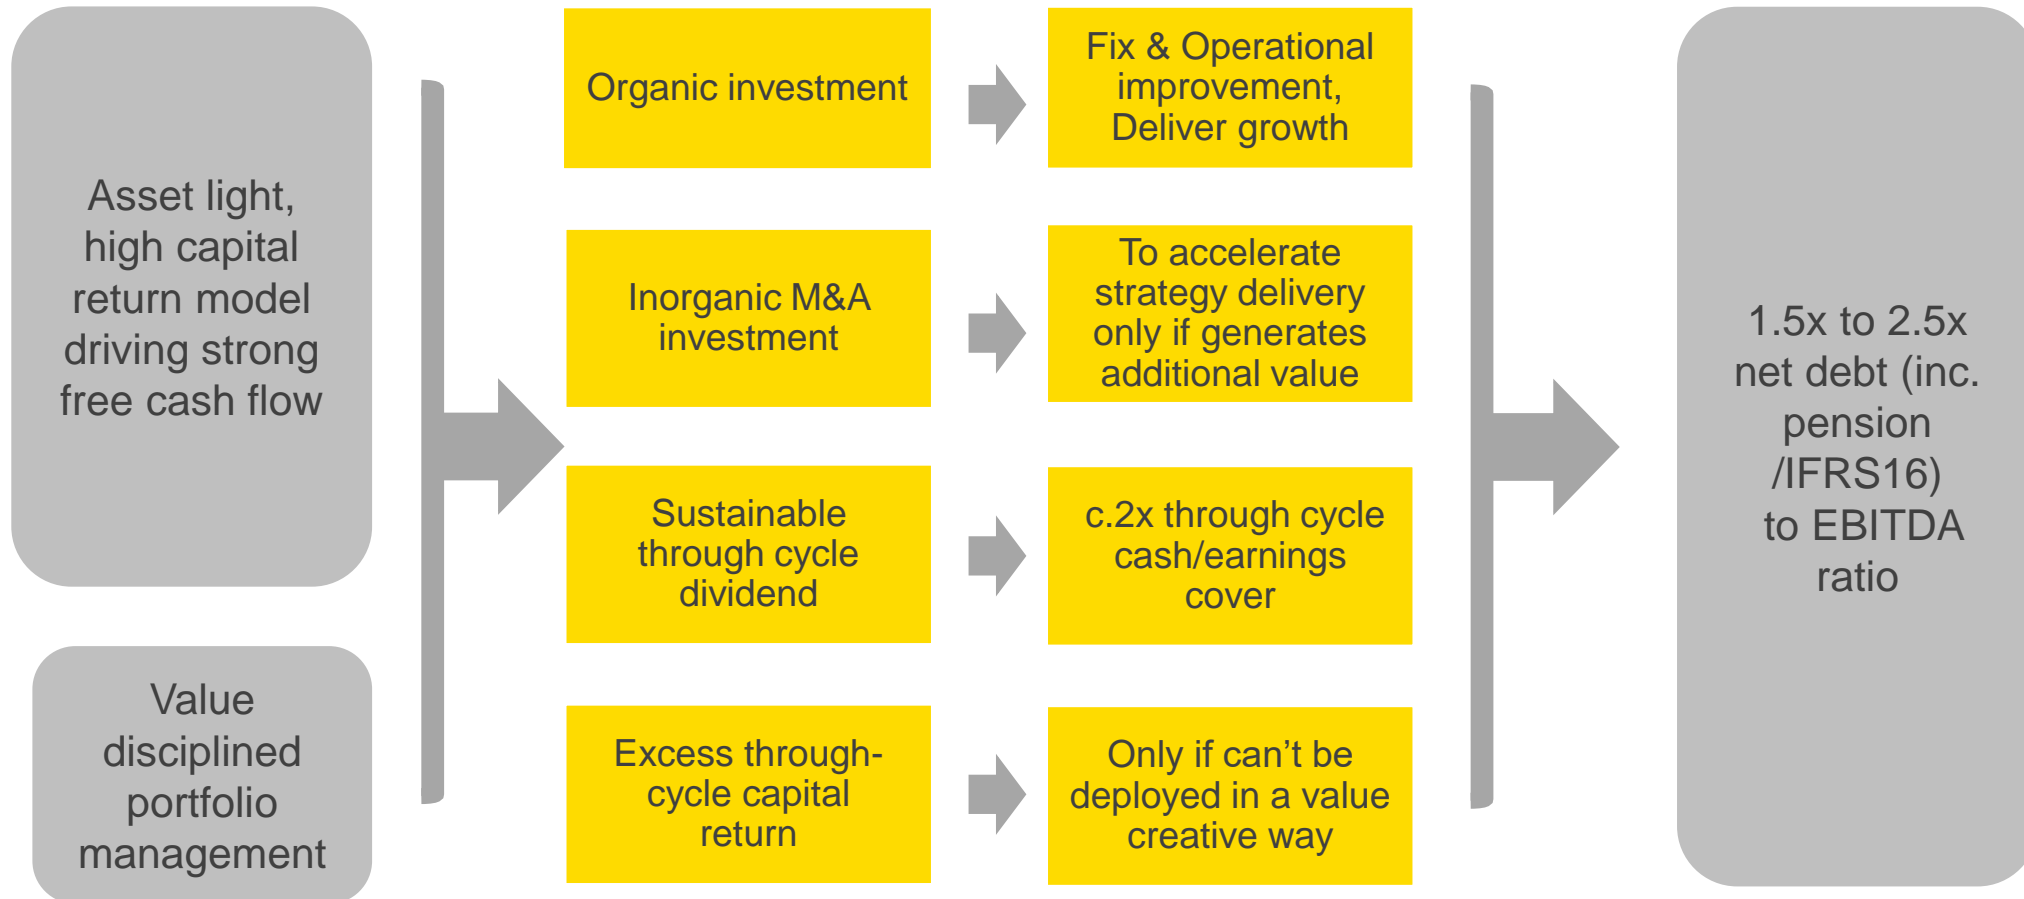 Asset light,
high capital
return model
driving strong
free cash flow
Value
disciplined
portfolio
management
Organic investment
Fix & Operational
improvement,
Deliver growth
Inorganic M&A
investment
To accelerate
strategy delivery
only if generates
additional value
Sustainable
through cycle
dividend
c.2x through cycle
cash/earnings
cover
Excess through-
cycle capital
return
Only if can’t be
deployed in a value
creative way
1.5x to 2.5x
net debt (inc.
pension
/IFRS16)
to EBITDA
ratio